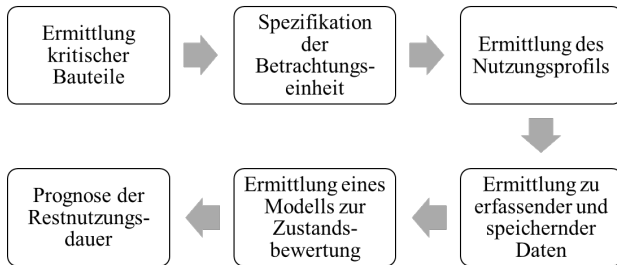 Ermittlung
kritischer
Bauteile
Spezifikation
der
Betrachtungs-
einheit
Ermittlung des
Nutzungsprofils
Ermittlung zu
erfassender und
speichernder
Daten
Ermittlung eines
Modells zur
Zustands-
bewertung
Prognose der
Restnutzungs-
dauer